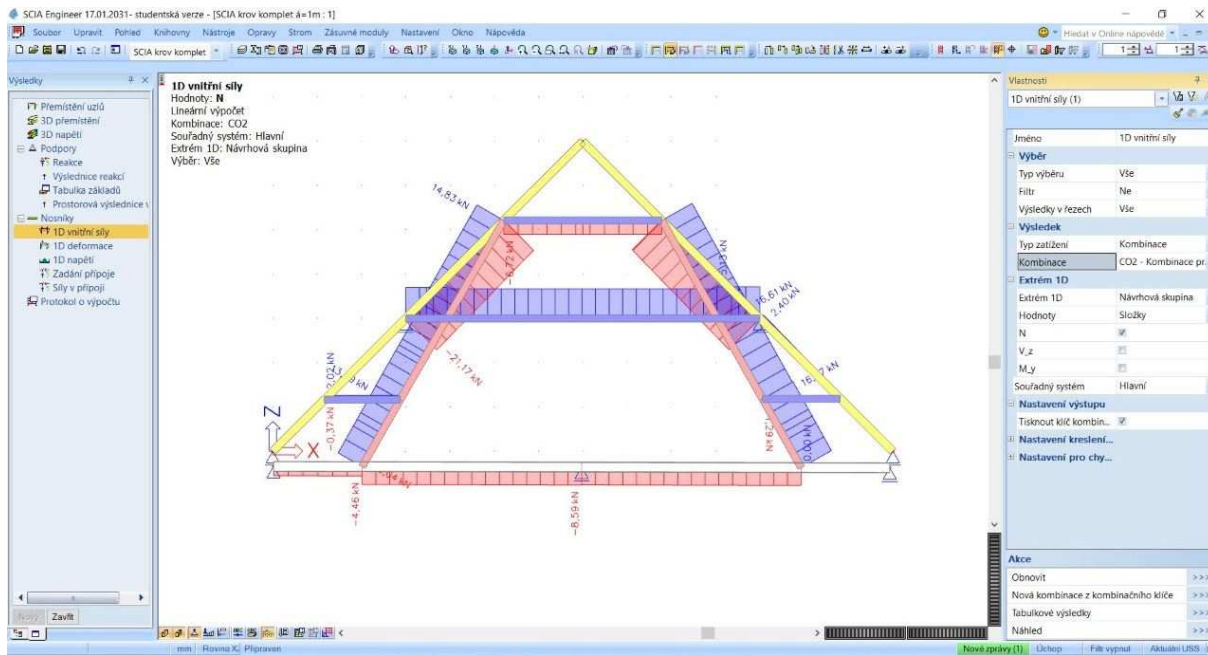 SCIA Engineer 17.01.2031- studentská verze - [SCIA krov komplet á=1m : 1]
Soubor Upravit Pohled Knihovny Nástroje Opravy Strom Zásuvné moduly Nastavení Okno Nápověda
Hledat v Online nápovědě
SCIA krov komplet
1
1
Výsledky
Přemístění uzlů
3D přemístění
3D napětí
Podpory
Reakce
Výslednice reakcí
Tabulka základů
Prostorová výslednice
Nosníky
1D vnitřní síly
1D deformace
1D napětí
Zadání přípoje
Síly v přípoji
Protokol o výpočtu
Nový Zavřít
1D vnitřní síly
Hodnoty: N
Lineární výpočet
Kombinace: CO2
Souřadný systém: Hlavní
Extrém 1D: Návrhová skupina
Výběr: Vše
14,83 kN
-6,72 kN
16,61 kN
2,40 kN
-21,17 kN
-0,37 kN
0,00 kN
-4,46 kN
-8,59 kN
Z
X
Vlastnosti
1D vnitřní síly (1)
Jméno 1D vnitřní síly
Výběr
Typ výběru Vše
Filtr Ne
Výsledky v řezech Vše
Výsledek
Typ zatížení Kombinace
Kombinace CO2 - Kombinace pr.
Extrém 1D
Extrém 1D Návrhová skupina
Hodnoty Složky
N
V_z
M_y
Souřadný systém Hlavní
Nastavení výstupu
Tisknout klíč kombin...
Nastavení kreslení...
Nastavení pro chy...
Akce
Obnovit >>>
Nová kombinace z kombinačního klíče >>>
Tabulkové výsledky >>>
Náhled >>>
mm Rovina XZ Připraven
Nové zprávy (1) Úchop Filtr vypnut Aktuální USS